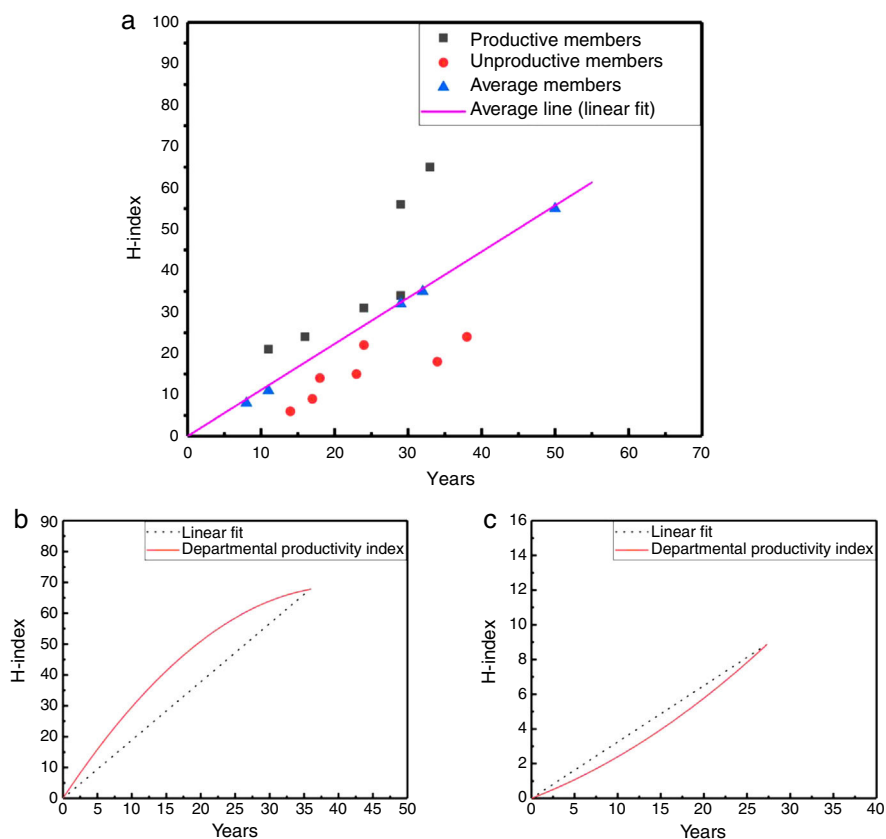 a
100
90
80
70
60
50
40
30
20
10
0
H-index
Productive members
Unproductive members
Average members
Average line (linear fit)
0 10 20 30 40 50 60 70
Years
b
90
80
70
60
50
40
30
20
10
0
H-index
Linear fit
Departmental productivity index
0 5 10 15 20 25 30 35 40 45 50
Years
c
16
14
12
10
8
6
4
2
0
H-index
Linear fit
Departmental productivity index
0 5 10 15 20 25 30 35 40
Years